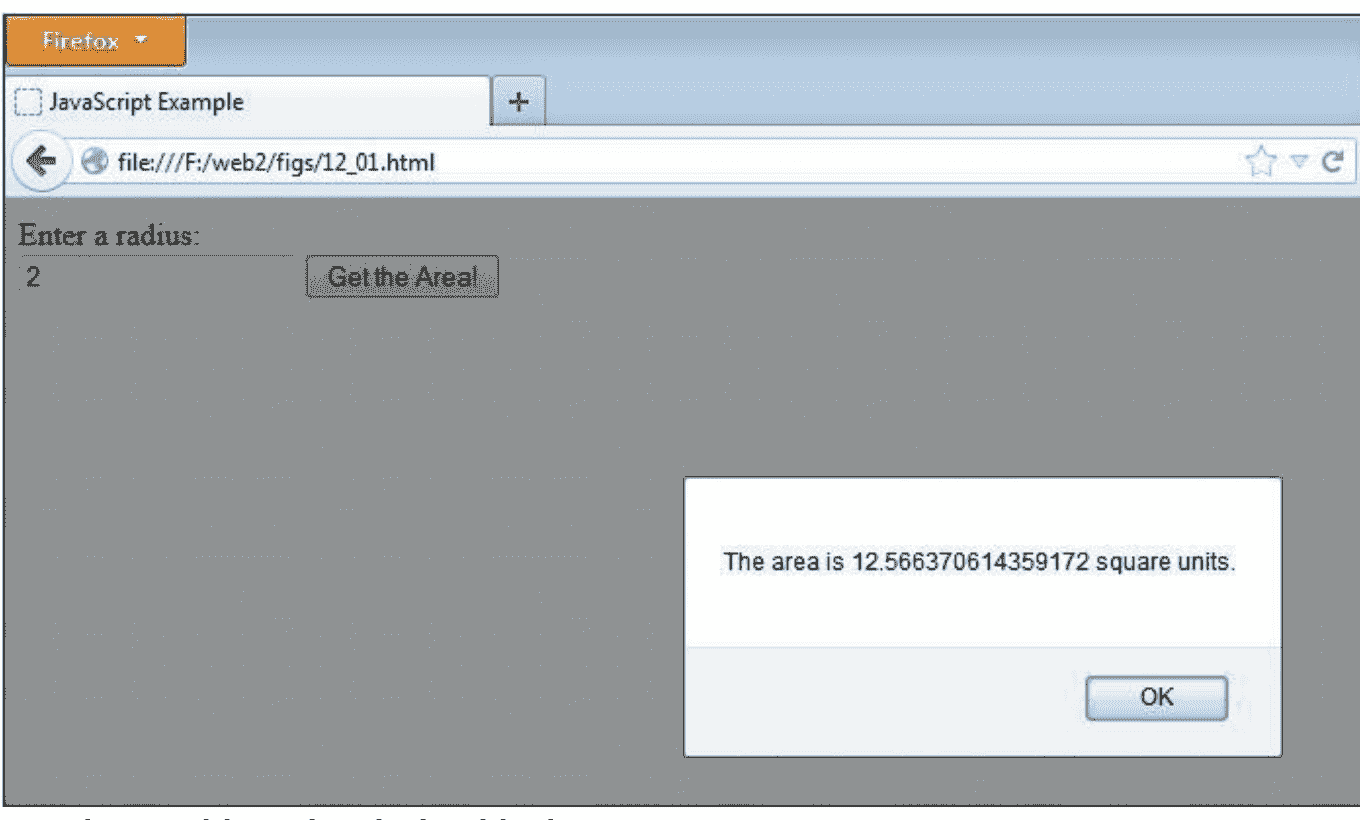 Firefox
JavaScript Example
+
file:///F:/web2/figs/12_01.html
Enter a radius:
2
Get the Area!
The area is 12.566370614359172 square units.
OK